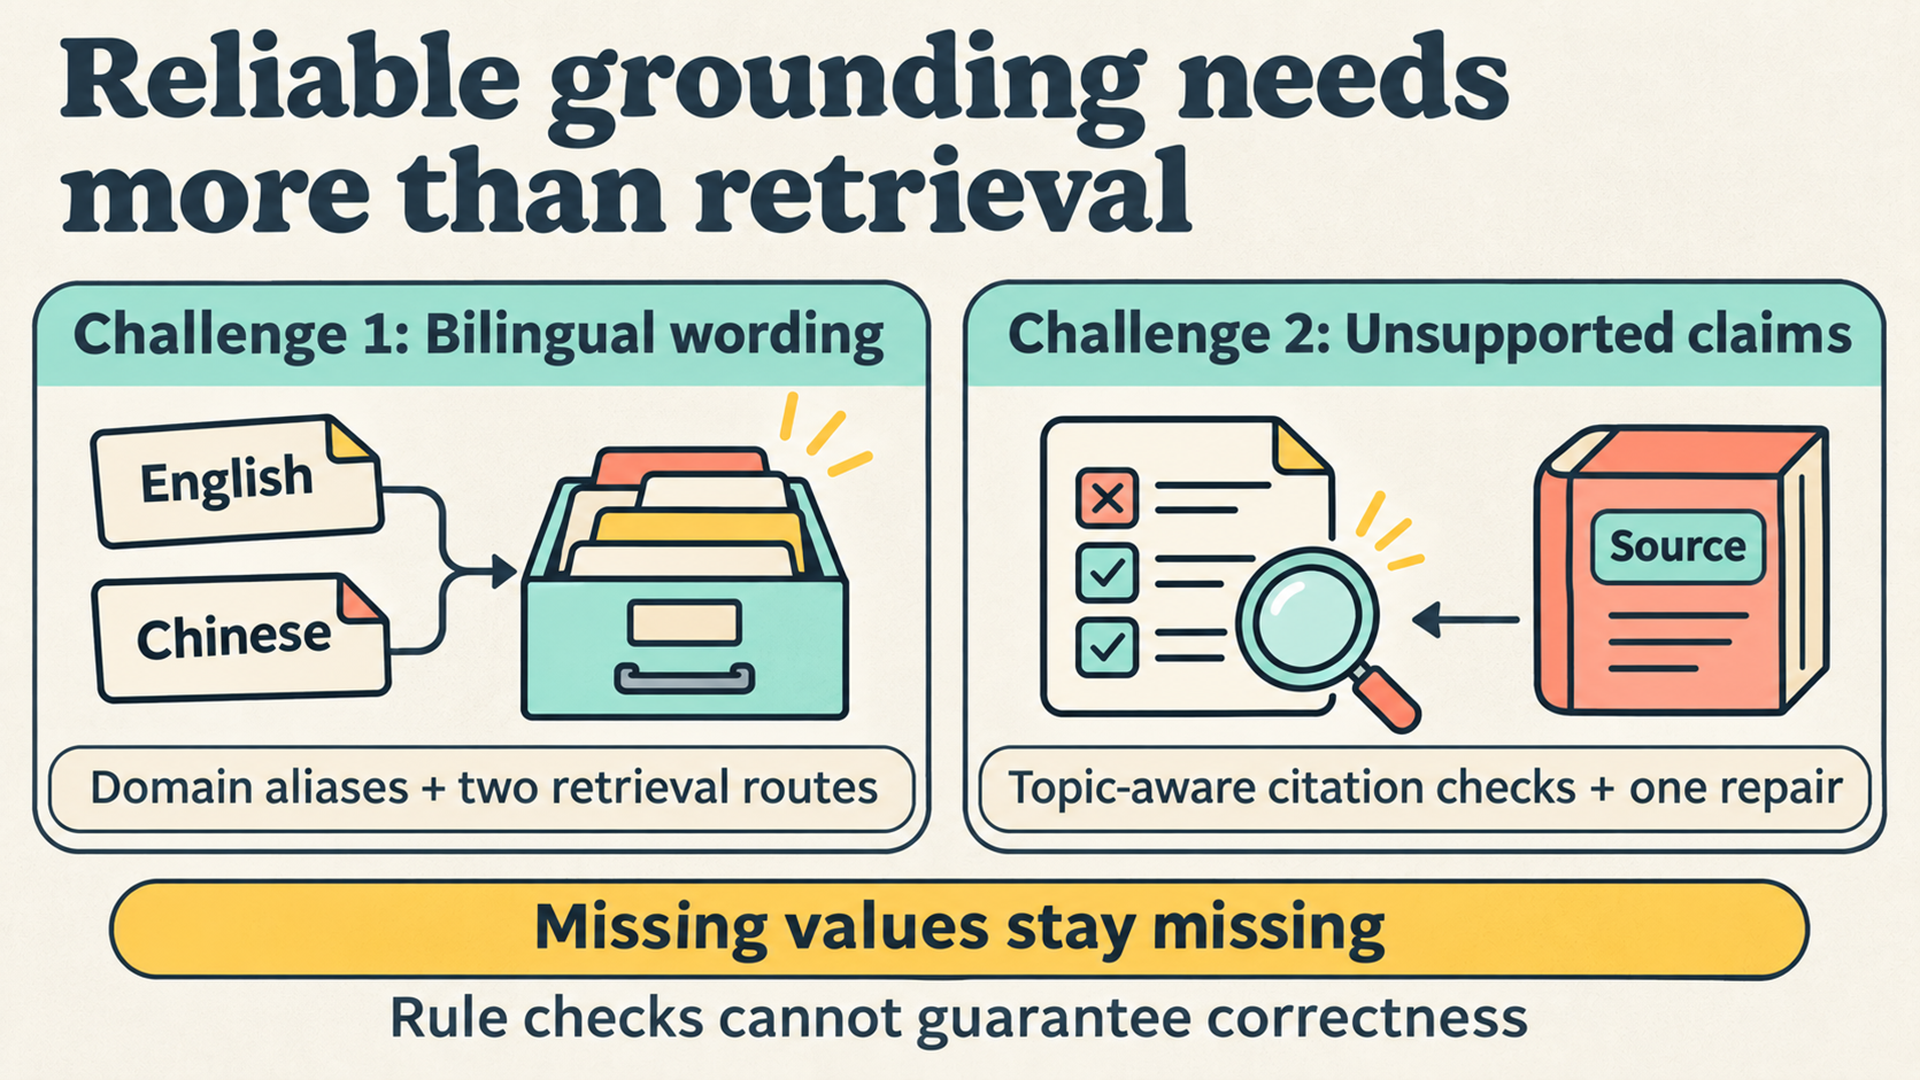 Reliable grounding needs
more than retrieval
Challenge 1: Bilingual wording
English
Chinese
Domain aliases + two retrieval routes
Challenge 2: Unsupported claims
Source
Topic-aware citation checks + one repair
Missing values stay missing
Rule checks cannot guarantee correctness